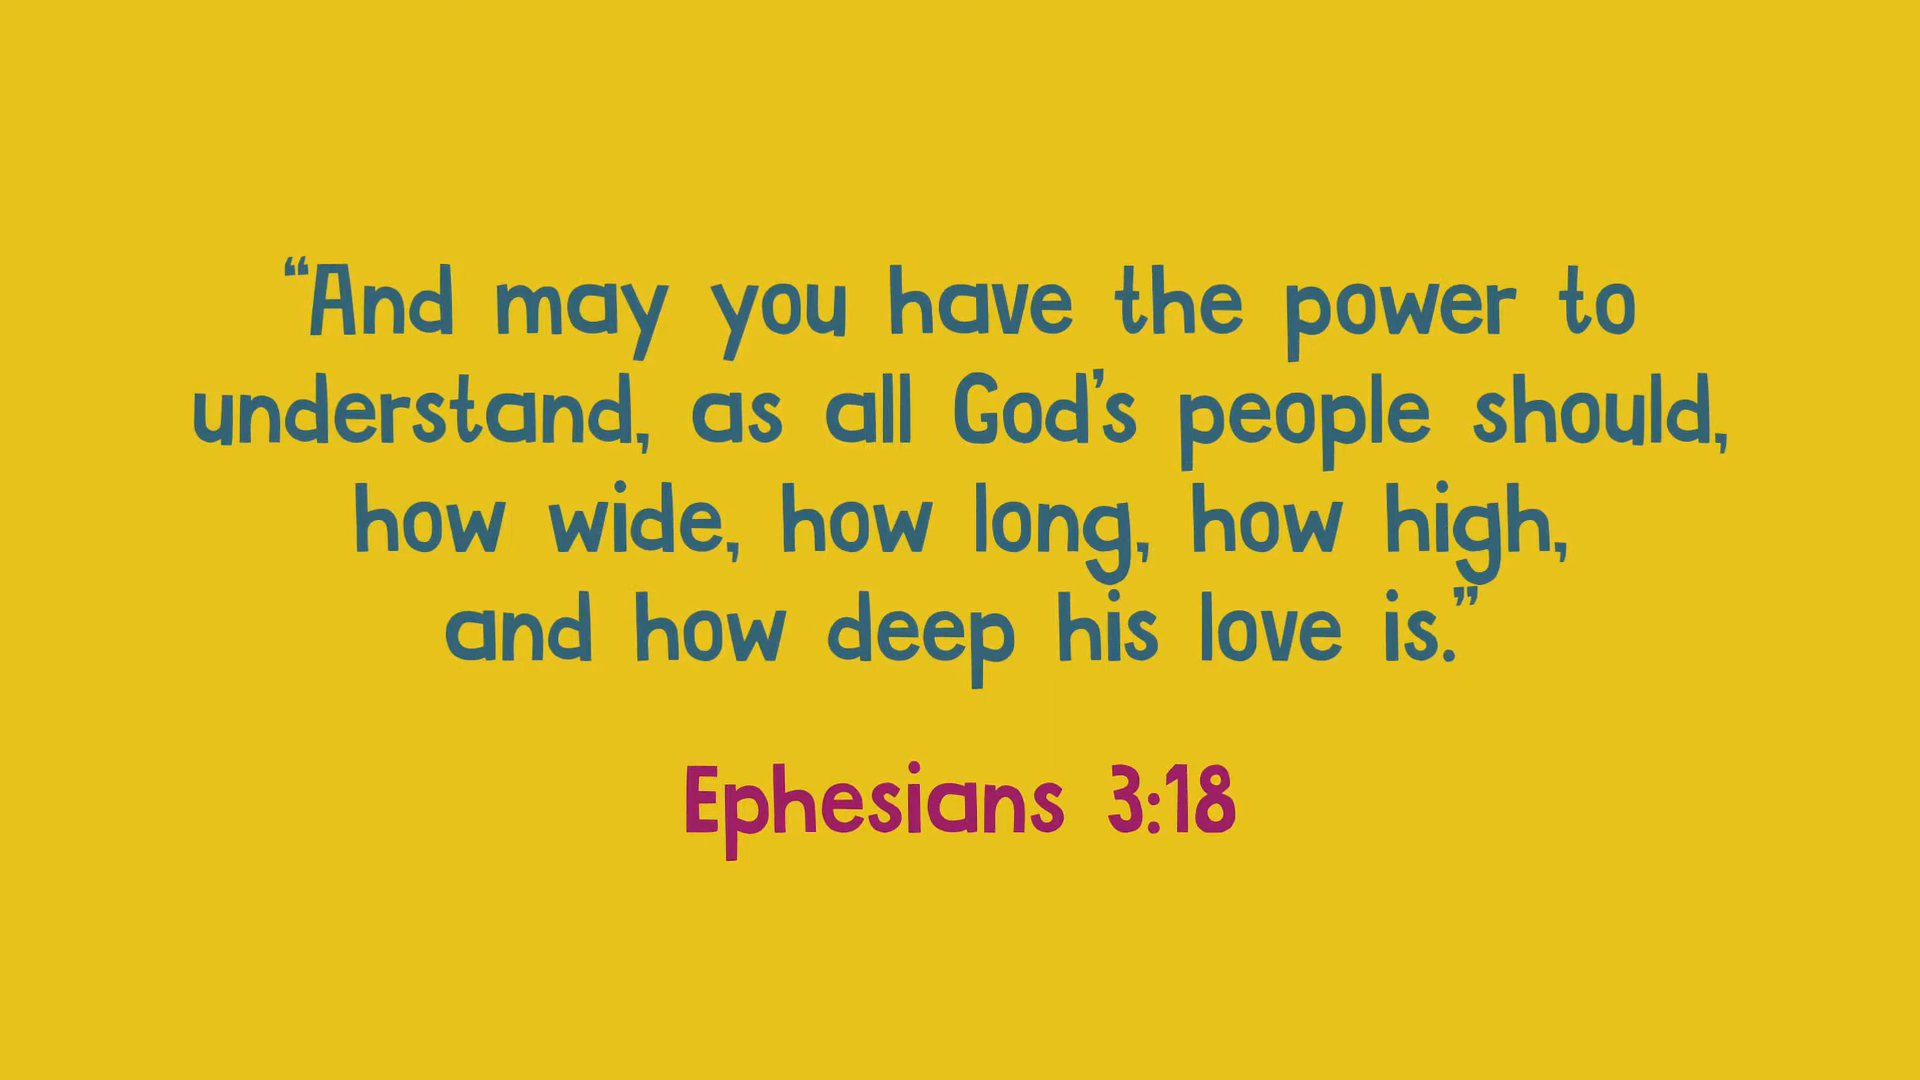 “And may you have the power to
understand, as all God’s people should,
how wide, how long, how high,
and how deep his love is.”
Ephesians 3:18